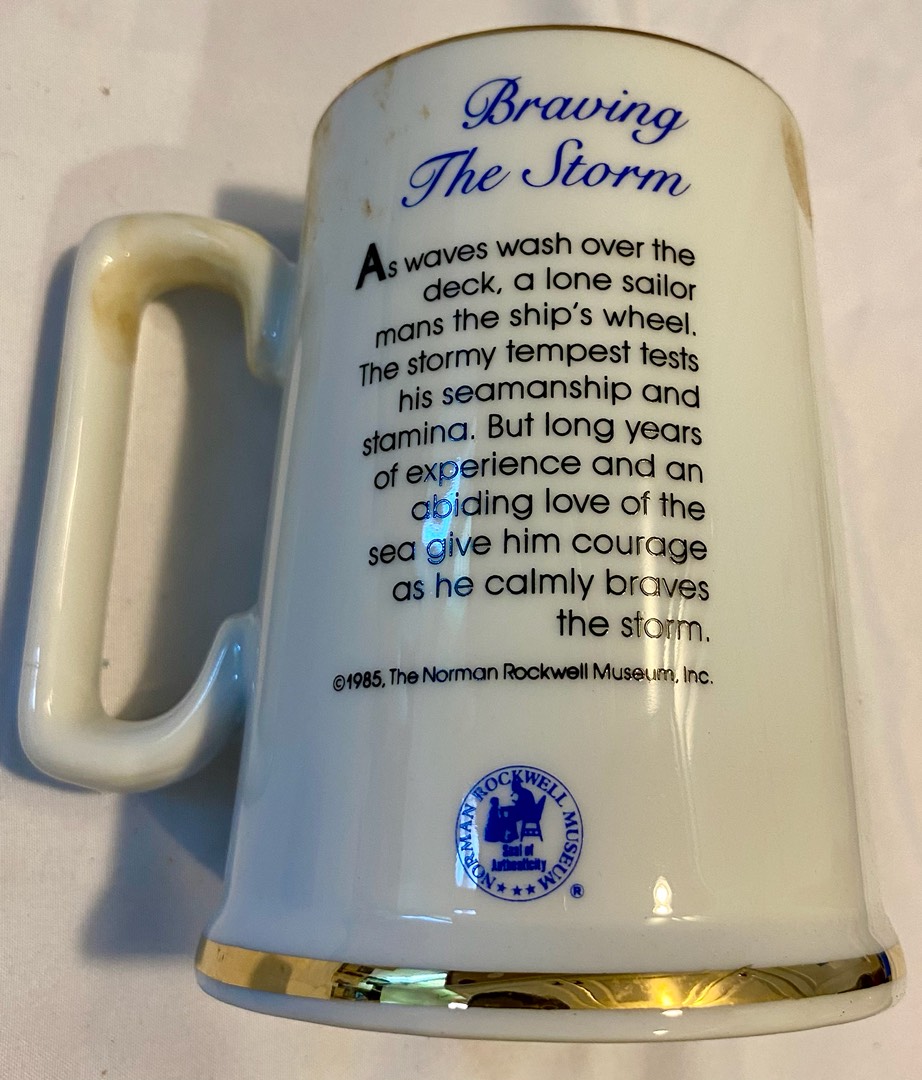 Braving
The Storm
As waves wash over the
deck, a lone sailor
mans the ship's wheel.
The stormy tempest tests
his seamanship and
stamina. But long years
of experience and an
abiding love of the
sea give him courage
as he calmly braves
the storm.
©1985, The Norman Rockwell Museum, Inc.
NORMAN ROCKWELL MUSEUM
Seal of
Authenticity
★★★
®